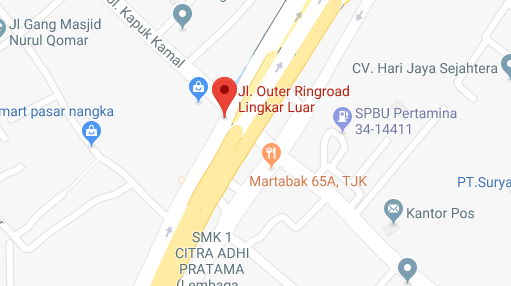 Jl Gang Masjid
Nurul Qomar
Jl. Kapuk Kamal
CV. Hari Jaya Sejahtera
Jl. Outer Ringroad
Lingkar Luar
mart pasar nangka
SPBU Pertamina
34-14411
Martabak 65A, TJK
PT.Surya
Kantor Pos
SMK 1
CITRA ADHI
PRATAMA
(Lembaga